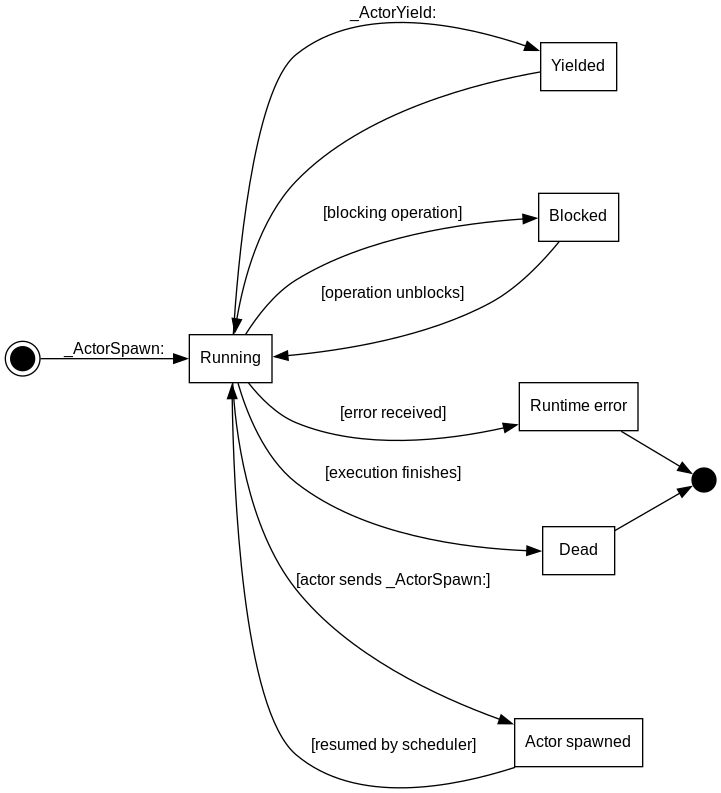 _ActorYield:
Yielded
[blocking operation]
Blocked
[operation unblocks]
_ActorSpawn:
Running
[error received]
Runtime error
[execution finishes]
Dead
[actor sends _ActorSpawn:]
[resumed by scheduler]
Actor spawned